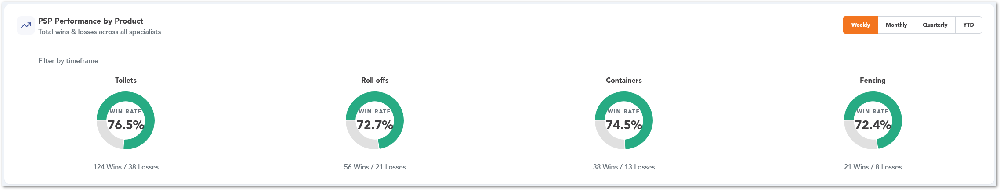 PSP Performance by Product
Total wins & losses across all specialists
Weekly Monthly Quarterly YTD
Filter by timeframe
Toilets
WIN RATE
76.5%
124 Wins / 38 Losses
Roll-offs
WIN RATE
72.7%
56 Wins / 21 Losses
Containers
WIN RATE
74.5%
38 Wins / 13 Losses
Fencing
WIN RATE
72.4%
21 Wins / 8 Losses